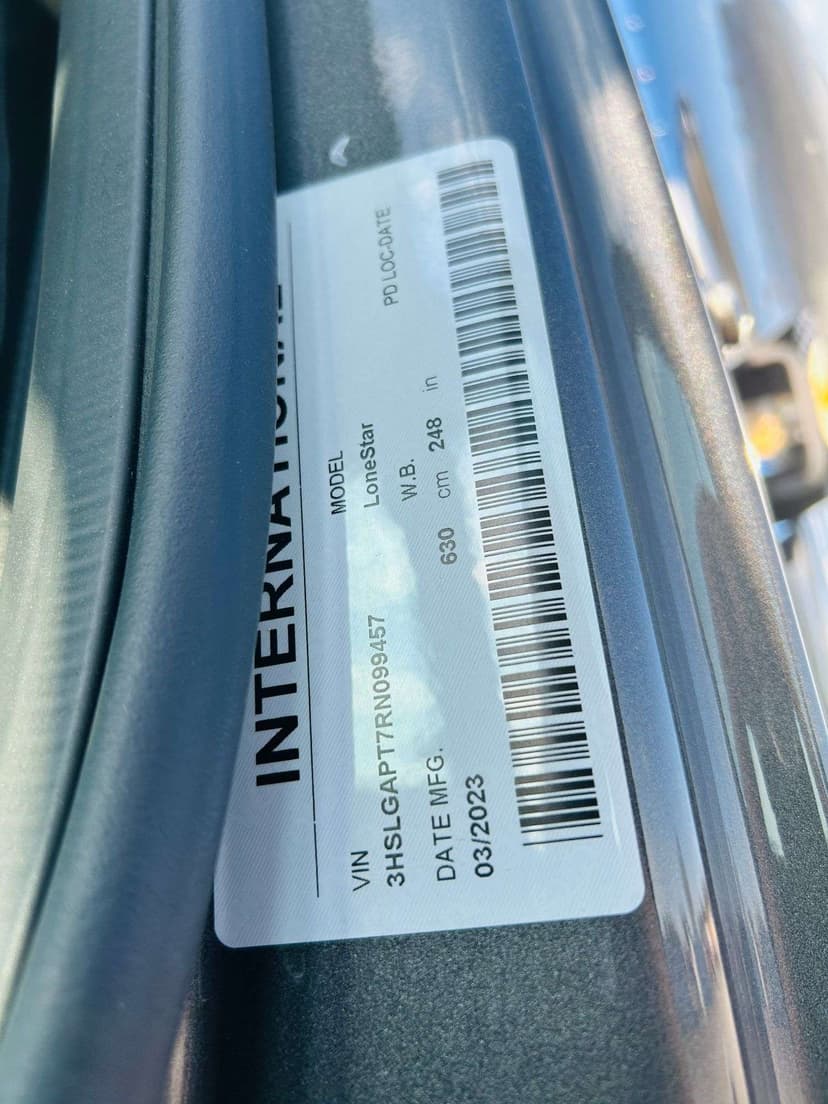 INTERNATIONAL
VIN MODEL
3HSLGAPT7RN099457 LoneStar
DATE MFG. W.B. PD LOC-DATE
03/2023 630 cm 248 in